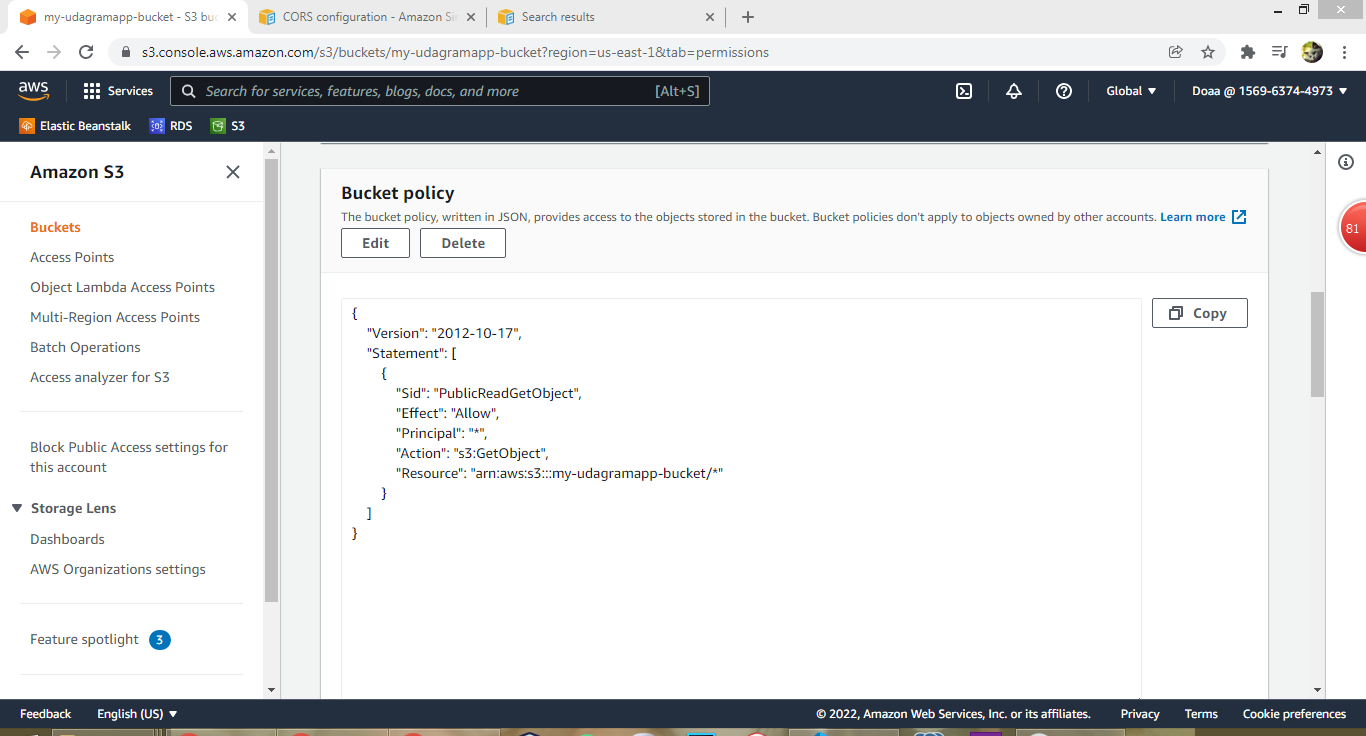 my-udagramapp-bucket - S3 buc
CORS configuration - Amazon Sim
Search results
s3.console.aws.amazon.com/s3/buckets/my-udagramapp-bucket?region=us-east-1&tab=permissions
aws
Services
Search for services, features, blogs, docs, and more
[Alt+S]
Global
Doaa @ 1569-6374-4973
Elastic Beanstalk
RDS
S3
Amazon S3
Buckets
Access Points
Object Lambda Access Points
Multi-Region Access Points
Batch Operations
Access analyzer for S3
Block Public Access settings for
this account
Storage Lens
Dashboards
AWS Organizations settings
Feature spotlight 3
Bucket policy
The bucket policy, written in JSON, provides access to the objects stored in the bucket. Bucket policies don't apply to objects owned by other accounts. Learn more
Edit
Delete
Copy
{
"Version": "2012-10-17",
"Statement": [
{
"Sid": "PublicReadGetObject",
"Effect": "Allow",
"Principal": "*",
"Action": "s3:GetObject",
"Resource": "arn:aws:s3:::my-udagramapp-bucket/*"
}
]
}
81
Feedback
English (US)
© 2022, Amazon Web Services, Inc. or its affiliates.
Privacy
Terms
Cookie preferences